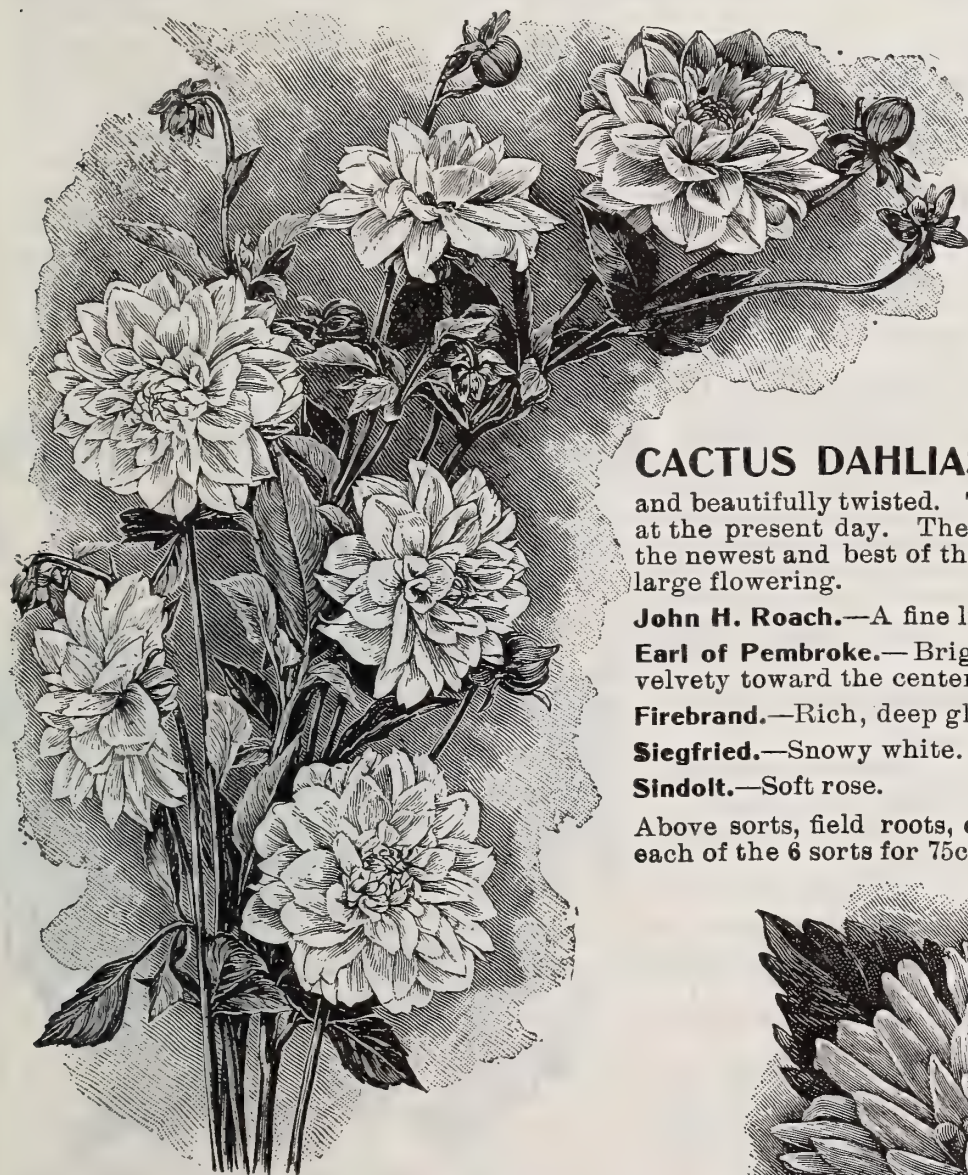 CACTUS DAHLIAS
and beautifully twisted.
at the present day. The
the newest and best of th
large flowering.
John H. Roach.—A fine l
Earl of Pembroke.—Brig
velvety toward the center
Firebrand.—Rich, deep gl
Siegfried.—Snowy white.
Sindolt.—Soft rose.
Above sorts, field roots,
each of the 6 sorts for 75c